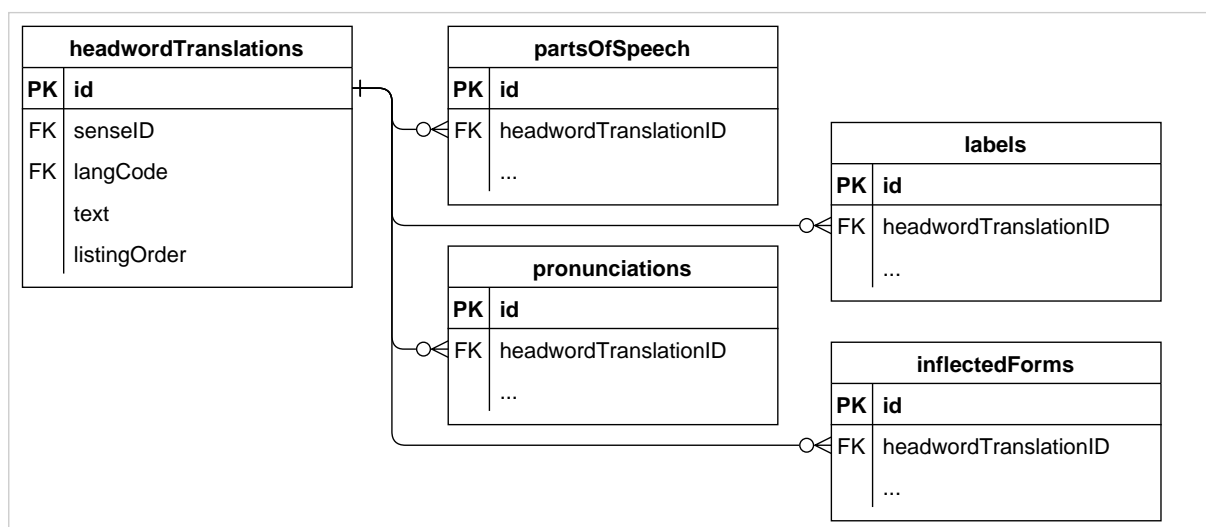 headwordTranslations
PK id
FK senseID
FK langCode
text
listingOrder
partsOfSpeech
PK id
FK headwordTranslationID
...
pronunciations
PK id
FK headwordTranslationID
...
labels
PK id
FK headwordTranslationID
...
inflectedForms
PK id
FK headwordTranslationID
...